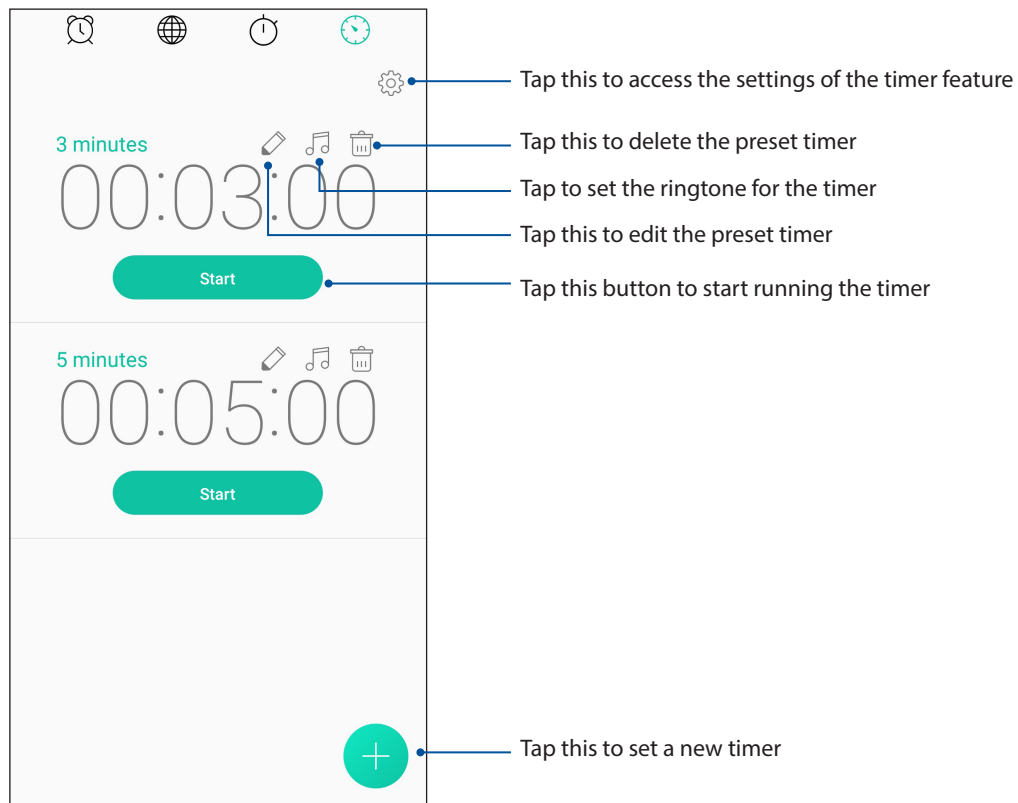 Tap this to access the settings of the timer feature
3 minutes
Tap this to delete the preset timer
00:03:00
Tap to set the ringtone for the timer
Tap this to edit the preset timer
Start
Tap this button to start running the timer
5 minutes
00:05:00
Start
Tap this to set a new timer